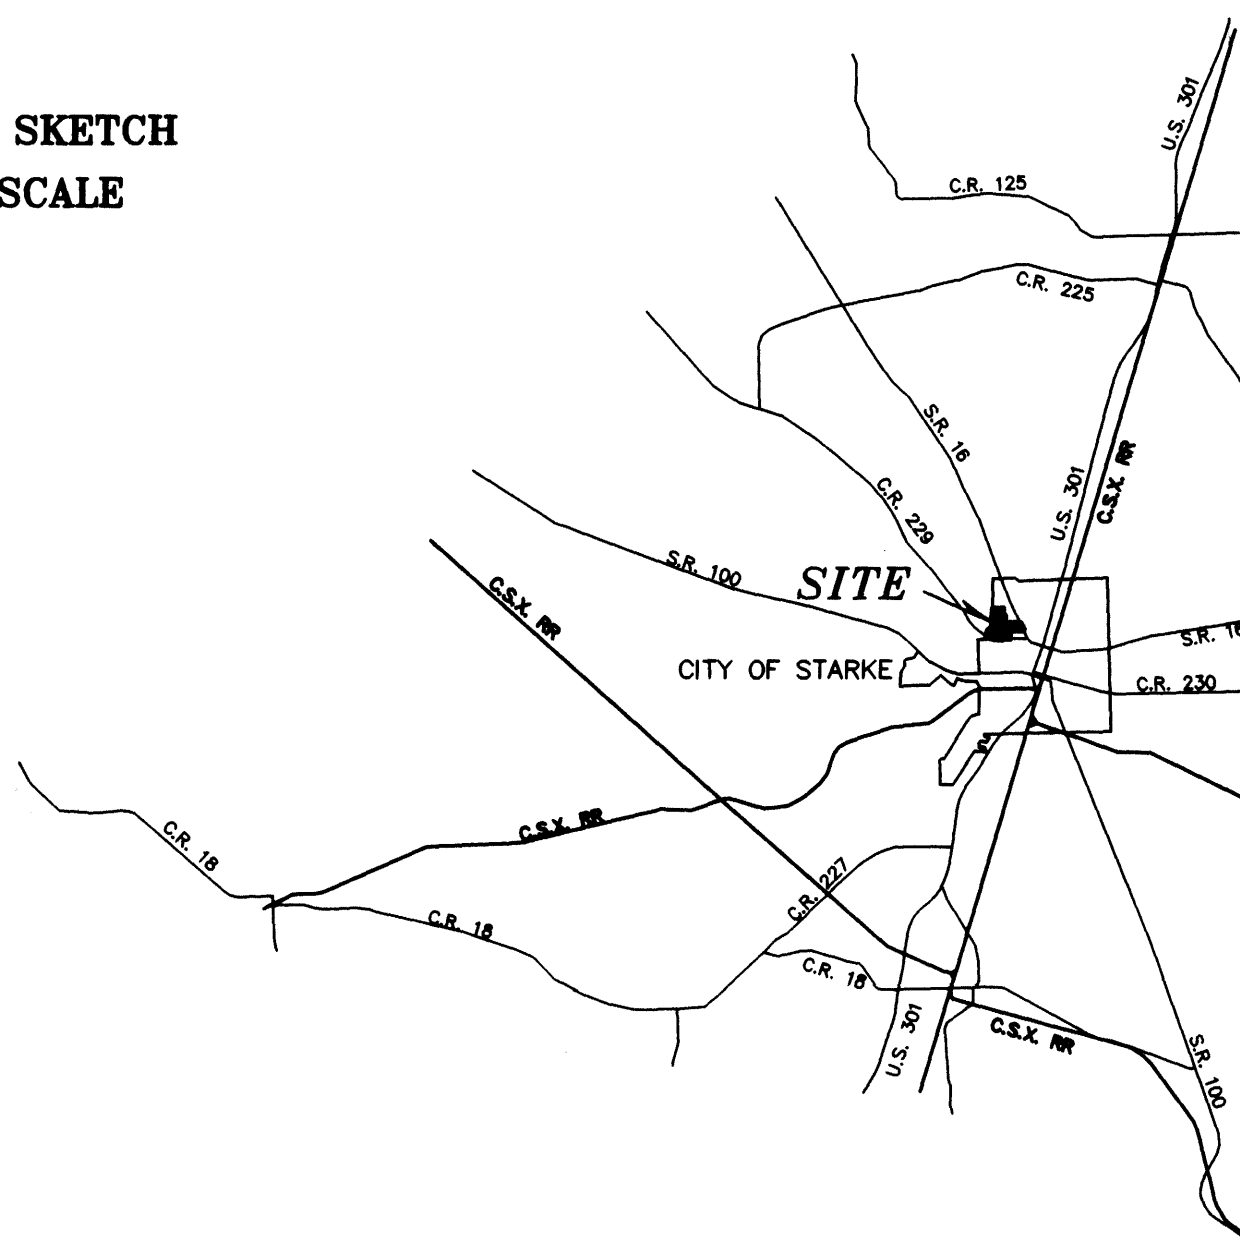 SKETCH
SCALE
U.S. 301
C.R. 125
C.R. 225
S.R. 16
C.R. 229
U.S. 301
C.S.X. RR
S.R. 100
C.S.X. RR
SITE
S.R. 16
CITY OF STARKE
C.R. 230
C.R. 18
C.S.X. RR
C.R. 227
C.R. 18
C.R. 18
U.S. 301
C.S.X. RR
S.R. 100